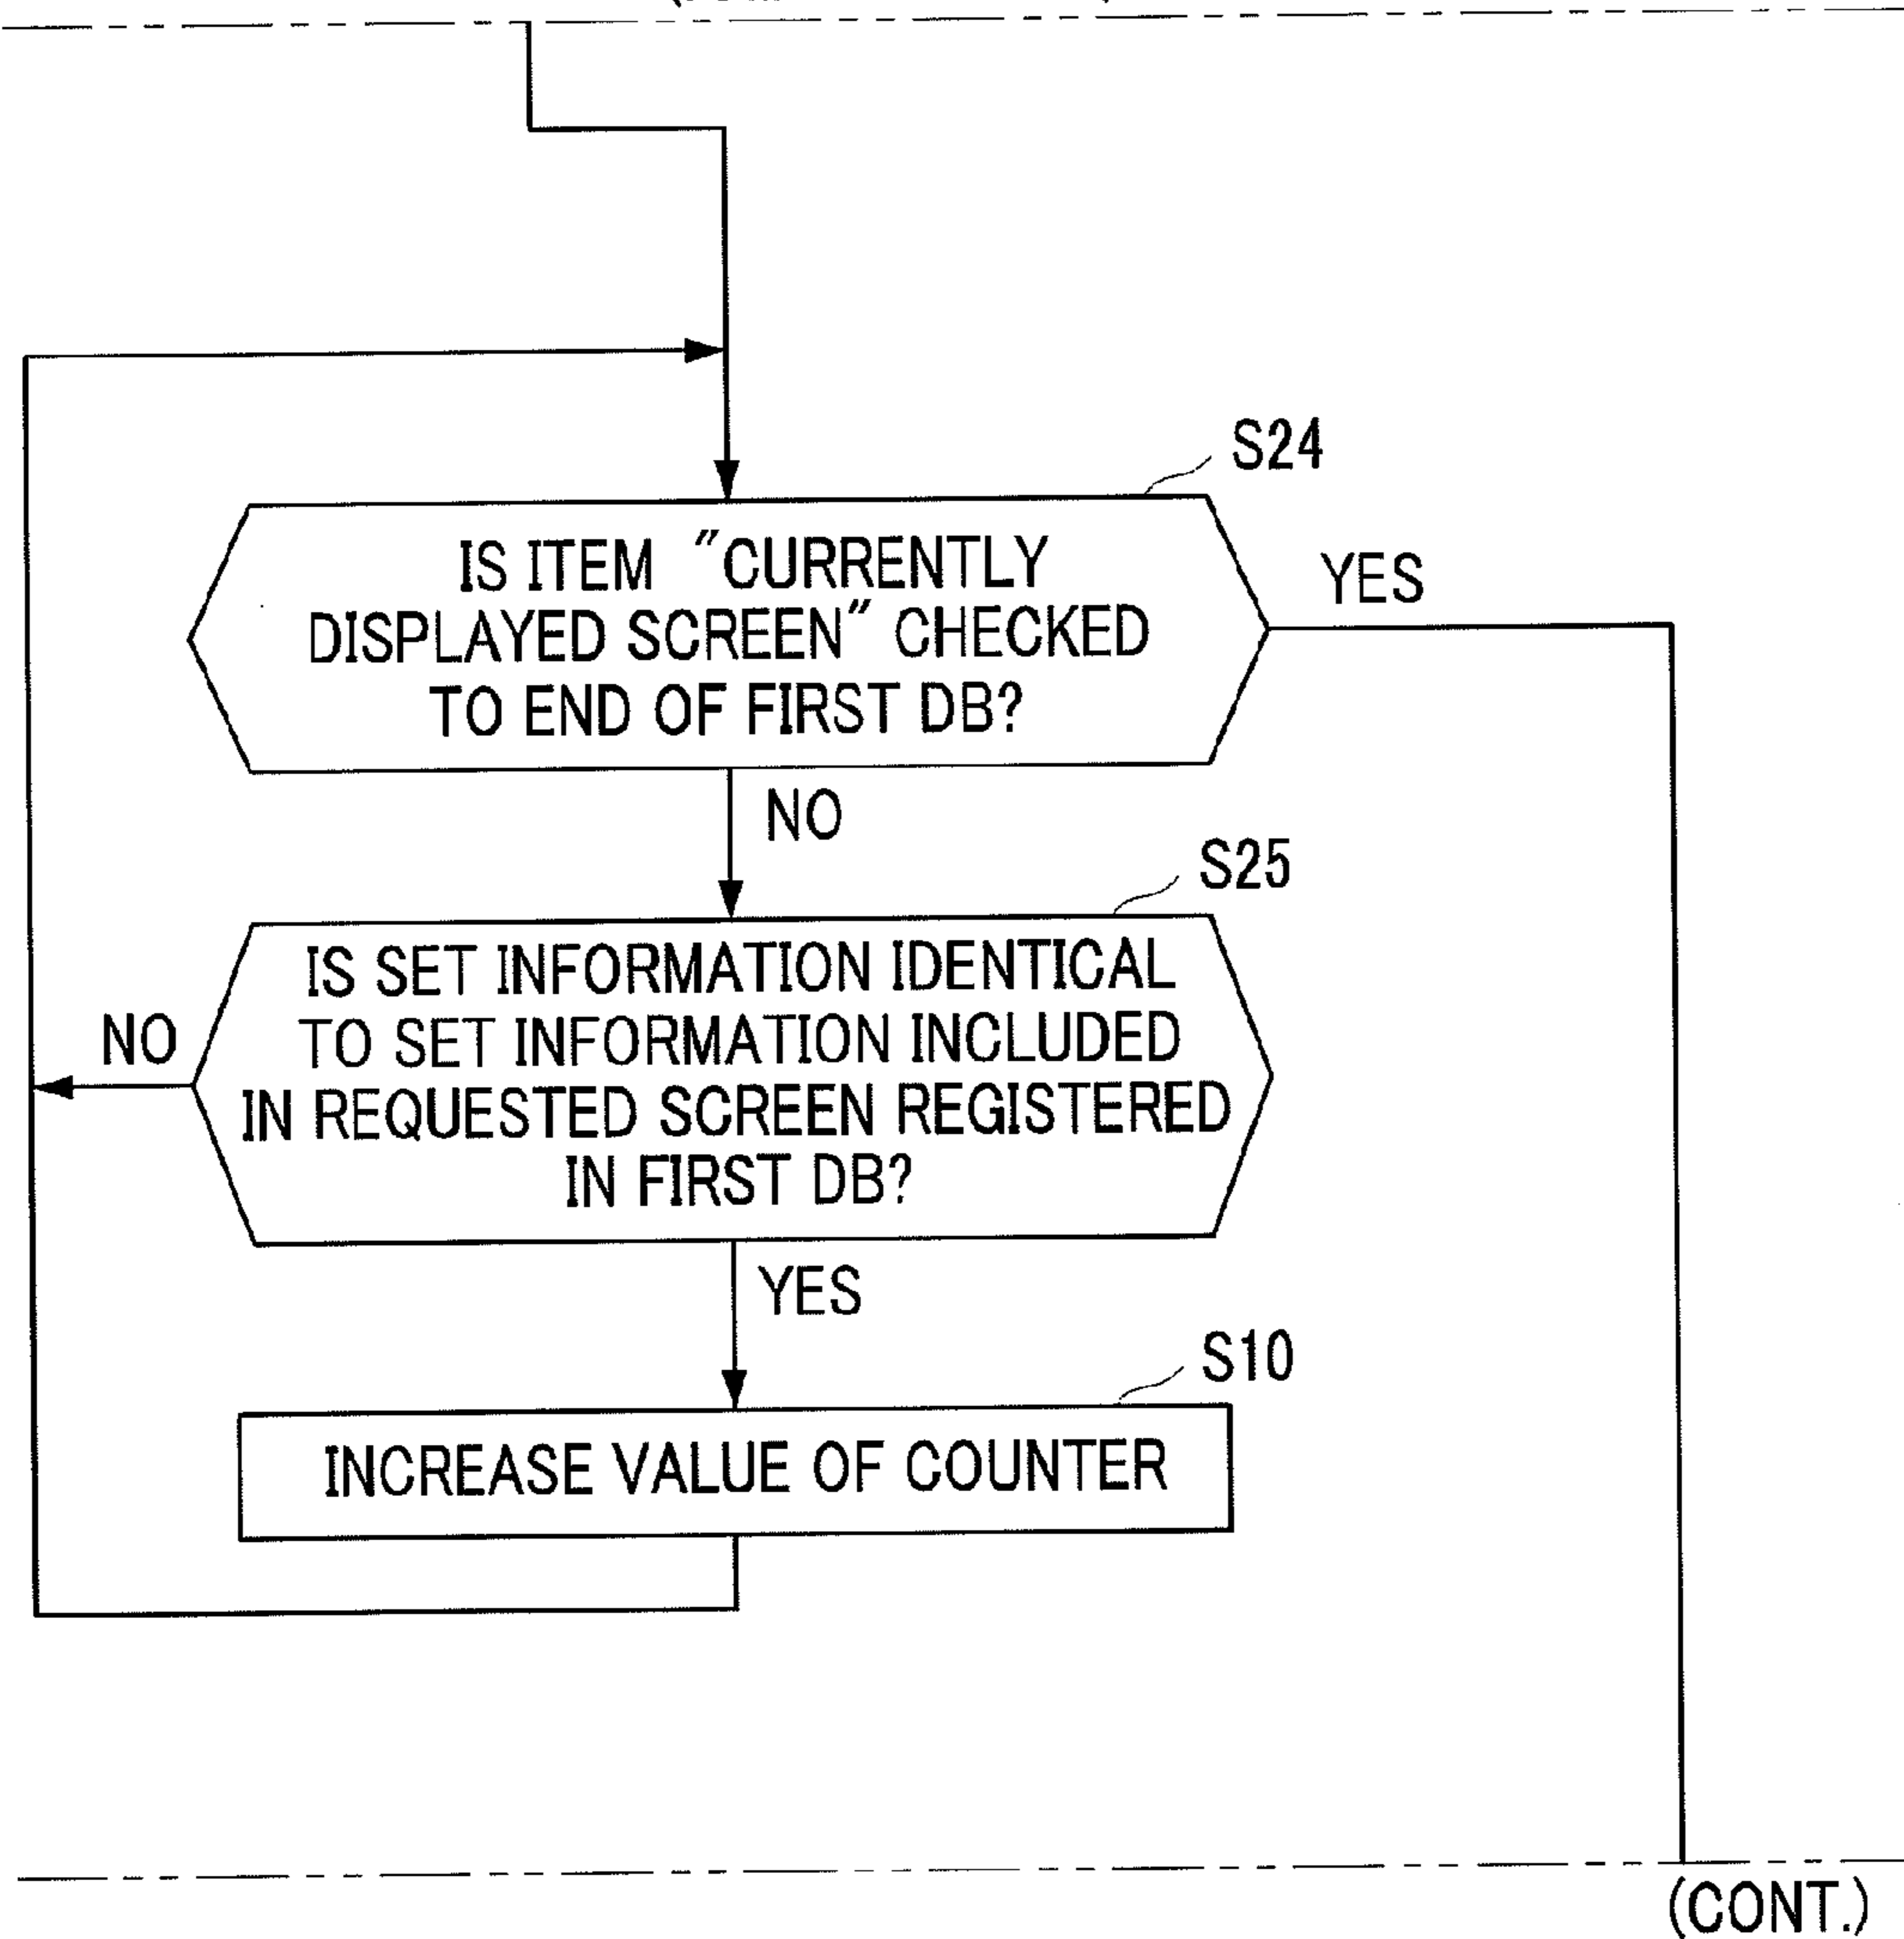 S24
IS ITEM "CURRENTLY
DISPLAYED SCREEN" CHECKED
TO END OF FIRST DB?
YES
NO
S25
IS SET INFORMATION IDENTICAL
TO SET INFORMATION INCLUDED
IN REQUESTED SCREEN REGISTERED
IN FIRST DB?
NO
YES
S10
INCREASE VALUE OF COUNTER
(CONT.)